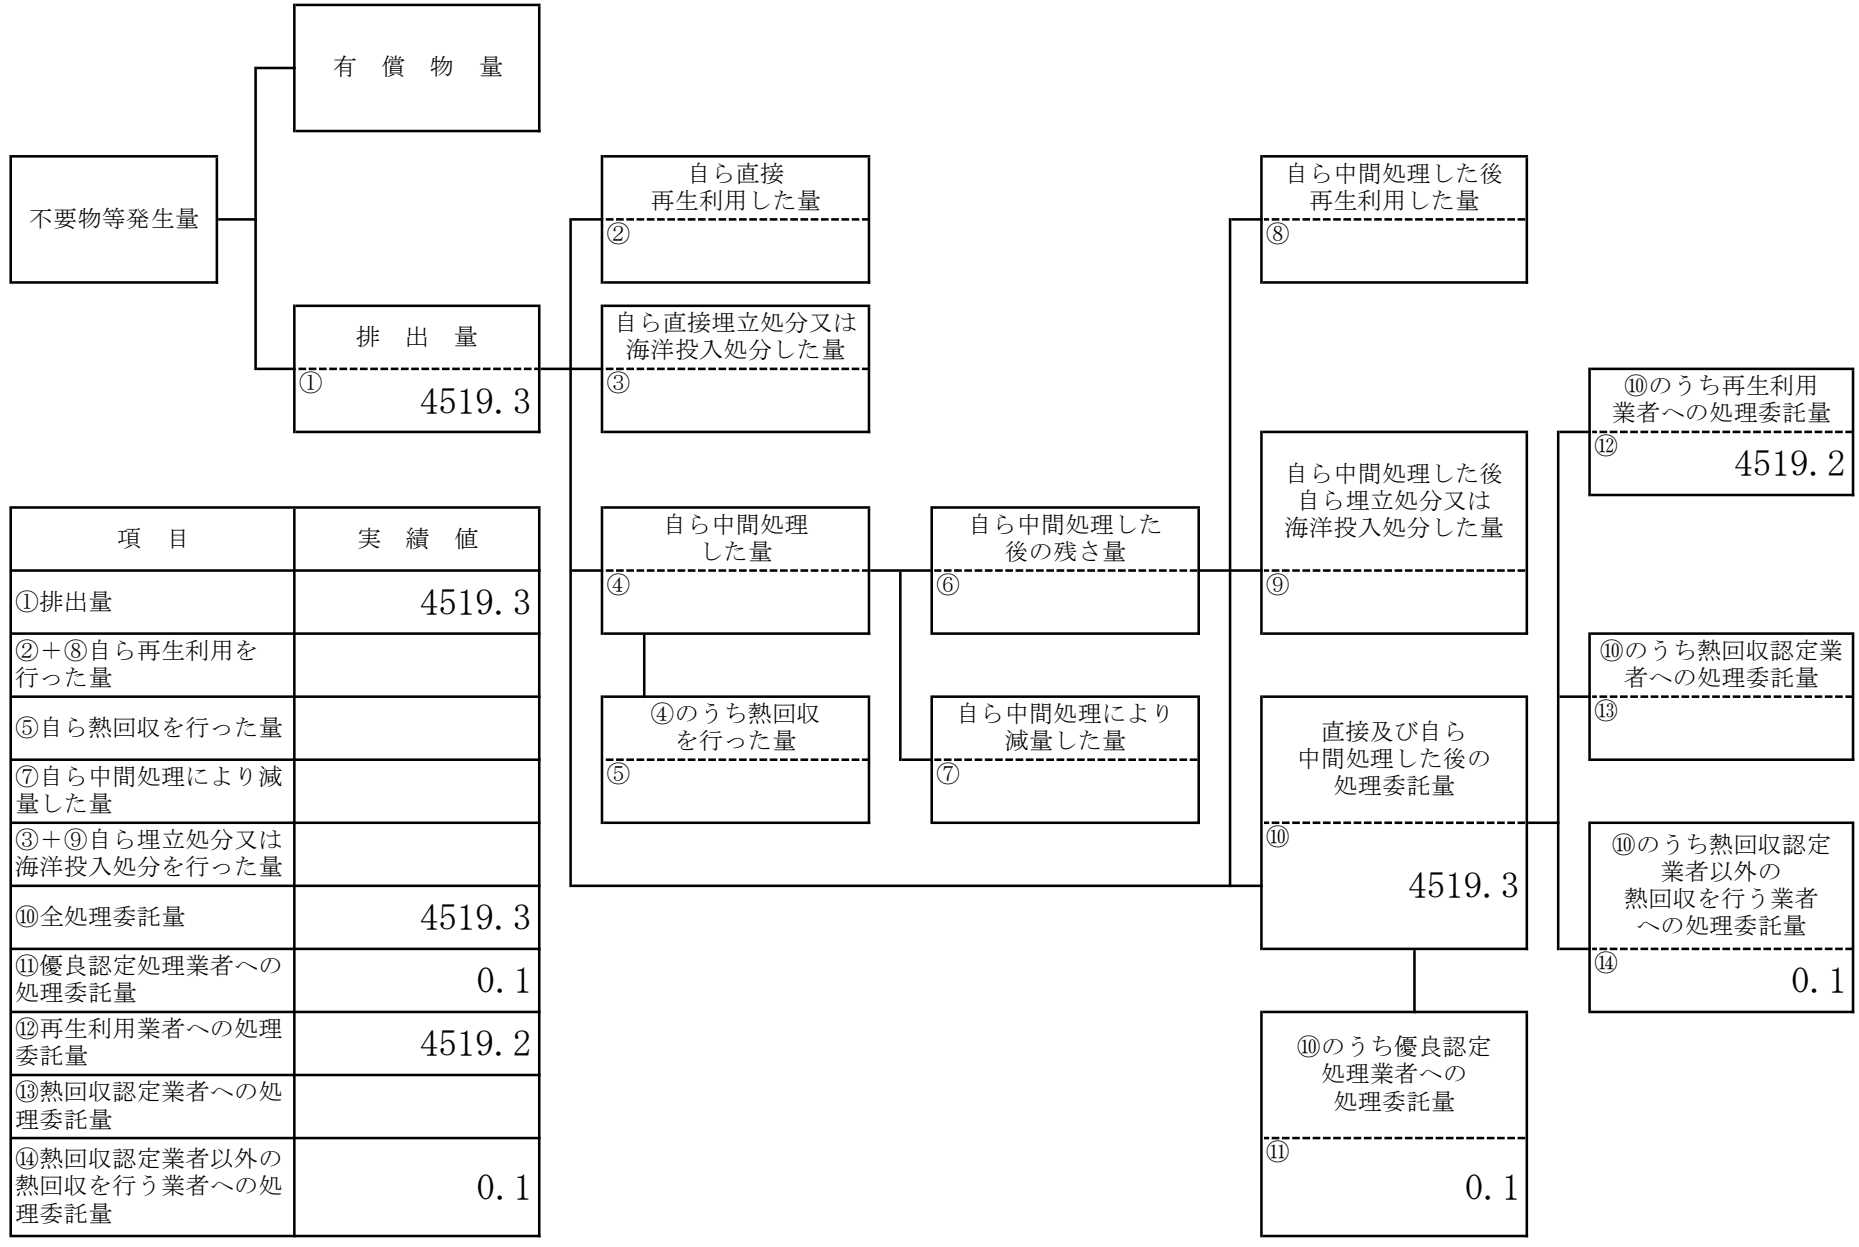 有 償 物 量
不要物等発生量
排 出 量
①
4519.3
自ら直接
再生利用した量
②
自ら直接埋立処分又は
海洋投入処分した量
③
自ら中間処理
した量
④
④のうち熱回収
を行った量
⑤
自ら中間処理した
後の残さ量
⑥
自ら中間処理により
減量した量
⑦
自ら中間処理した後
再生利用した量
⑧
自ら中間処理した後
自ら埋立処分又は
海洋投入処分した量
⑨
直接及び自ら
中間処理した後の
処理委託量
⑩
4519.3
⑩のうち優良認定
処理業者への
処理委託量
⑪
0.1
⑩のうち再生利用
業者への処理委託量
⑫
4519.2
⑩のうち熱回収認定業
者への処理委託量
⑬
⑩のうち熱回収認定
業者以外の
熱回収を行う業者
への処理委託量
⑭
0.1
項 目 実 績 値
①排出量 4519.3
②＋⑧自ら再生利用を
行った量
⑤自ら熱回収を行った量
⑦自ら中間処理により減
量した量
③＋⑨自ら埋立処分又は
海洋投入処分を行った量
⑩全処理委託量 4519.3
⑪優良認定処理業者への
処理委託量
0.1
⑫再生利用業者への処理
委託量
4519.2
⑬熱回収認定業者への処
理委託量
⑭熱回収認定業者以外の
熱回収を行う業者への処
理委託量
0.1